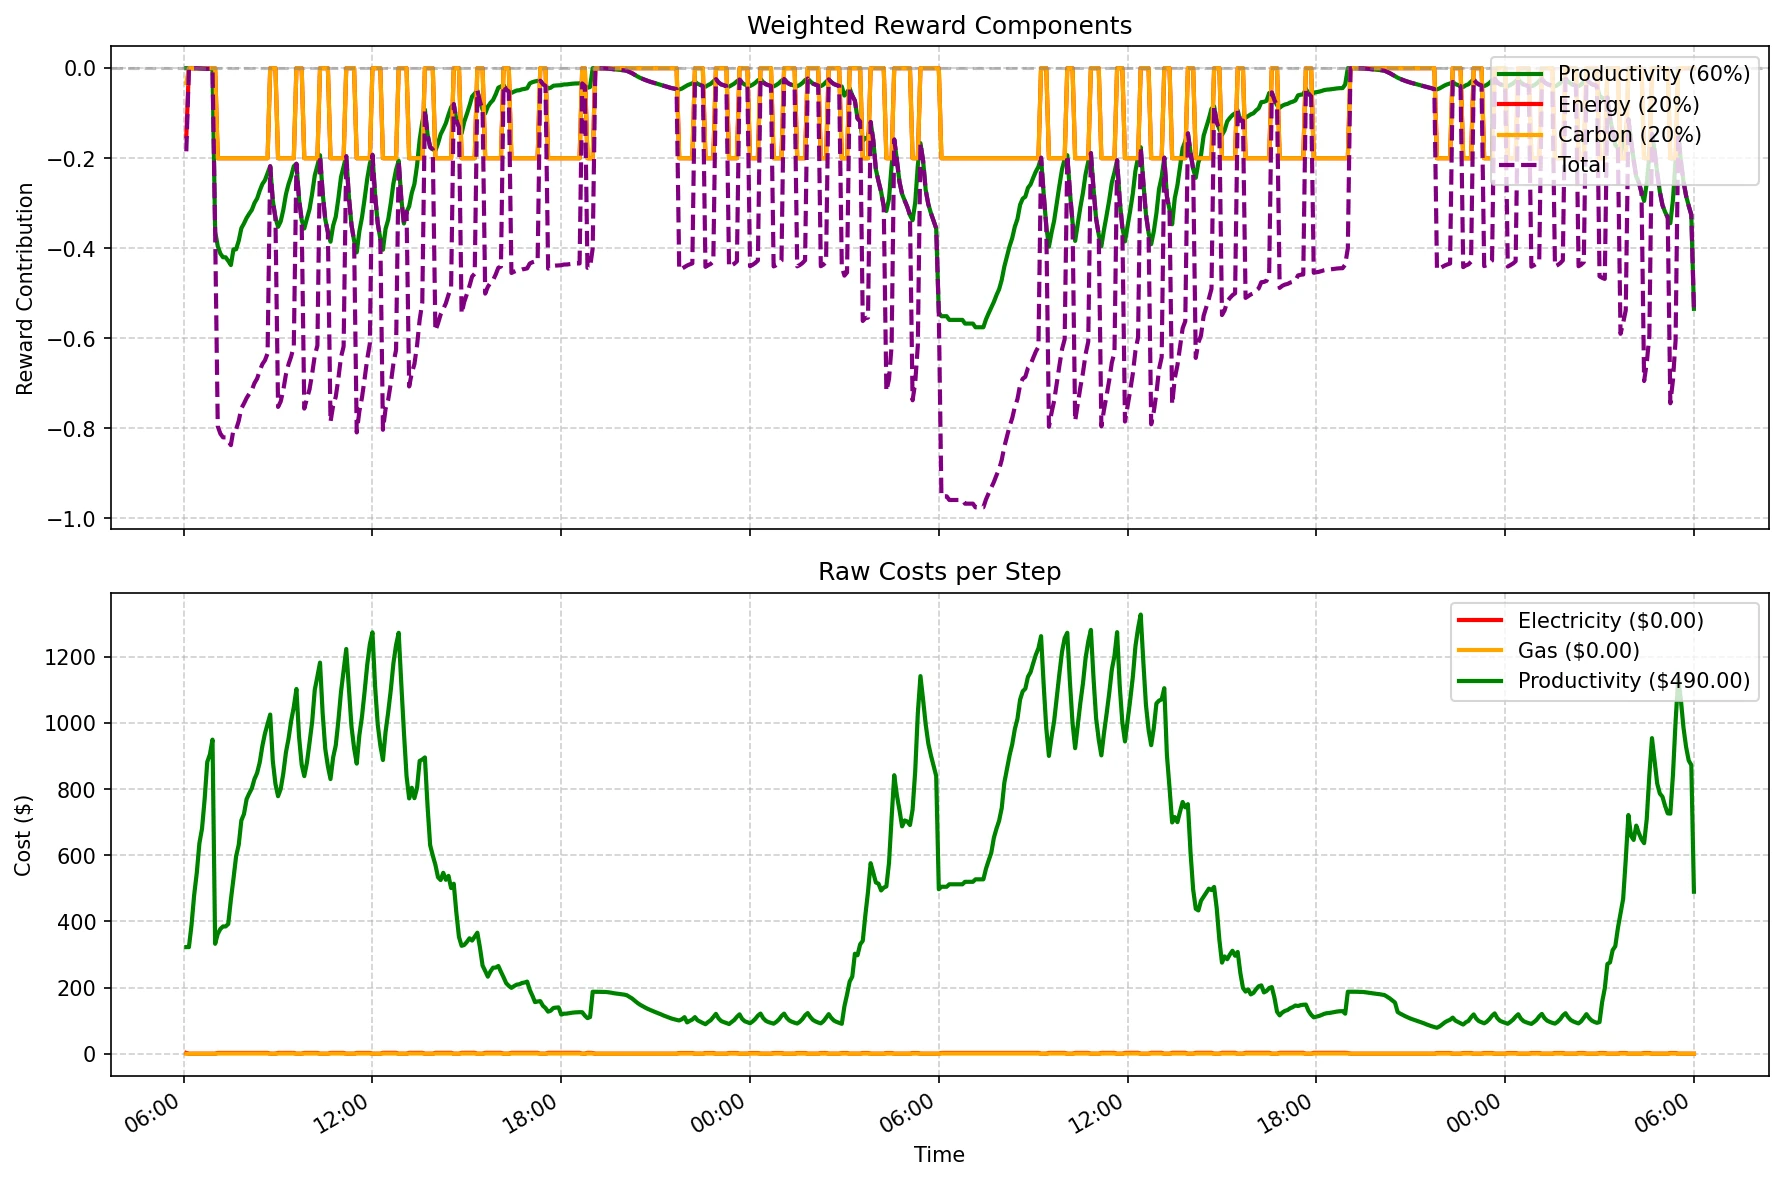 Weighted Reward Components
Reward Contribution
0.0
−0.2
−0.4
−0.6
−0.8
−1.0
Productivity (60%)
Energy (20%)
Carbon (20%)
Total
Raw Costs per Step
Cost ($)
1200
1000
800
600
400
200
0
Electricity ($0.00)
Gas ($0.00)
Productivity ($490.00)
06:00
12:00
18:00
00:00
06:00
12:00
18:00
00:00
06:00
Time